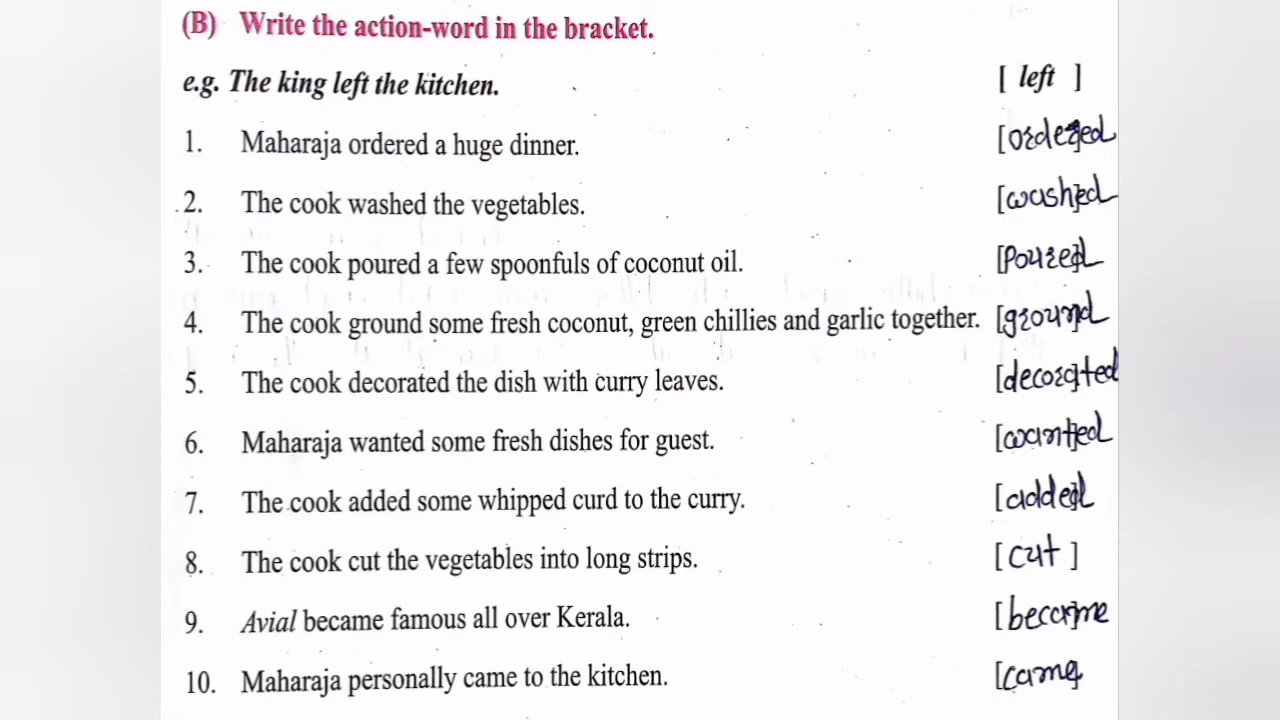 (B) Write the action-word in the bracket.
e.g. The king left the kitchen. [ left ]
1. Maharaja ordered a huge dinner. [ordered]
2. The cook washed the vegetables. [washed]
3. The cook poured a few spoonfuls of coconut oil. [Poured]
4. The cook ground some fresh coconut, green chillies and garlic together. [ground]
5. The cook decorated the dish with curry leaves. [decorated]
6. Maharaja wanted some fresh dishes for guest. [wanted]
7. The cook added some whipped curd to the curry. [added]
8. The cook cut the vegetables into long strips. [cut]
9. Avial became famous all over Kerala. [became]
10. Maharaja personally came to the kitchen. [came]